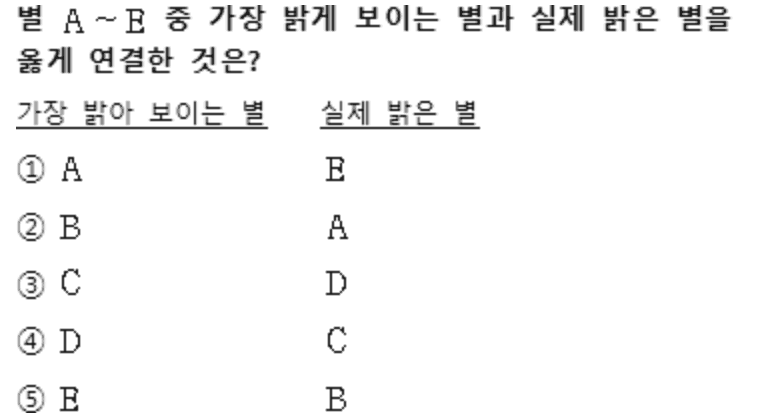 별 A ~ E 중 가장 밝게 보이는 별과 실제 밝은 별을
옳게 연결한 것은?
가장 밝아 보이는 별 실제 밝은 별
① A E
② B A
③ C D
④ D C
⑤ E B